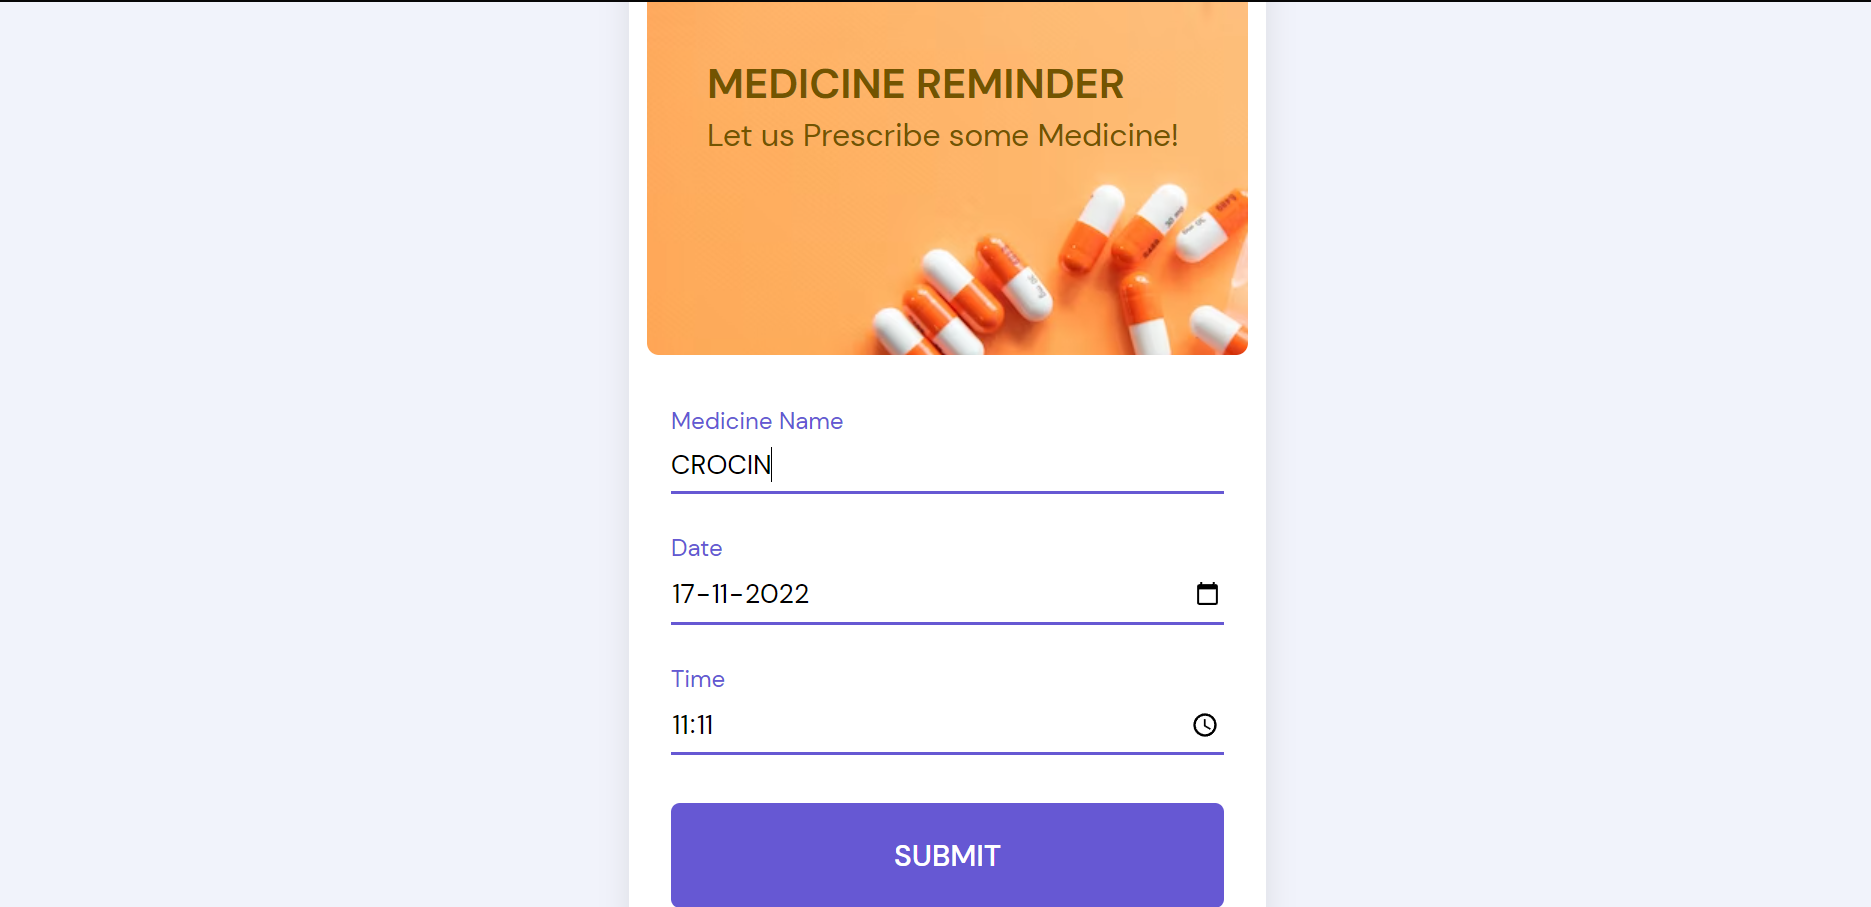 MEDICINE REMINDER
Let us Prescribe some Medicine!
Medicine Name
CROCIN
Date
17-11-2022
Time
11:11
SUBMIT